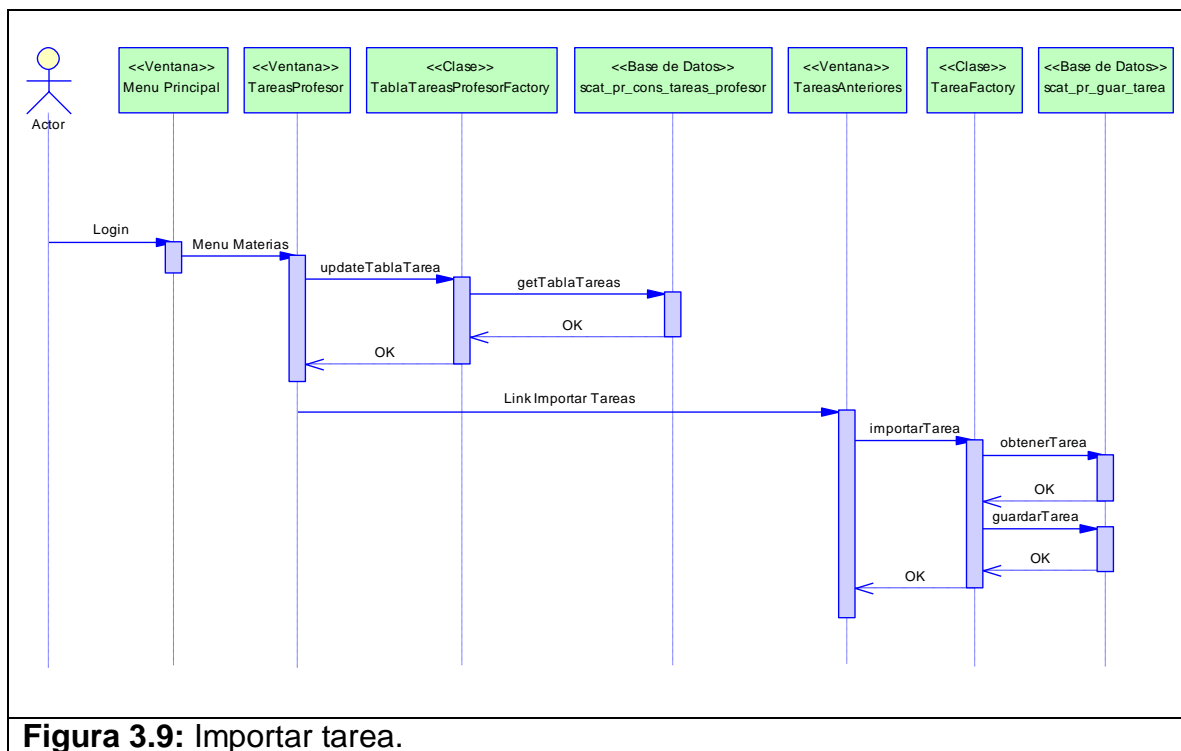 <<Ventana>>
Menu Principal
<<Ventana>>
TareasProfesor
<<Clase>>
TablaTareasProfesorFactory
<<Base de Datos>>
scat_pr_cons_tareas_profesor
<<Ventana>>
TareasAnteriores
<<Clase>>
TareaFactory
<<Base de Datos>>
scat_pr_guar_tarea
Actor
Login
Menu Materias
updateTablaTarea
getTablaTareas
OK
OK
Link Importar Tareas
importarTarea
obtenerTarea
OK
guardarTarea
OK
OK
Figura 3.9: Importar tarea.